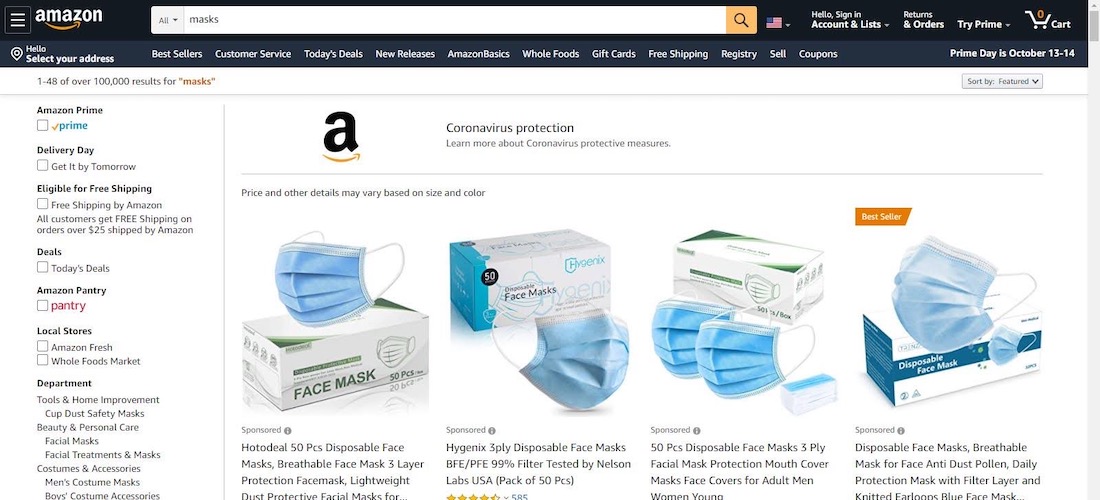 amazon
All
masks
Hello, Sign in
Account & Lists
Returns
& Orders
Try Prime
0
Cart
Hello
Select your address
Best Sellers
Customer Service
Today's Deals
New Releases
AmazonBasics
Whole Foods
Gift Cards
Free Shipping
Registry
Sell
Coupons
Prime Day is October 13-14
1-48 of over 100,000 results for "masks"
Sort by: Featured
Amazon Prime
prime
Delivery Day
Get It by Tomorrow
Eligible for Free Shipping
Free Shipping by Amazon
All customers get FREE Shipping on
orders over $25 shipped by Amazon
Deals
Today's Deals
Amazon Pantry
pantry
Local Stores
Amazon Fresh
Whole Foods Market
Department
Tools & Home Improvement
Cup Dust Safety Masks
Beauty & Personal Care
Facial Masks
Facial Treatments & Masks
Costumes & Accessories
Men's Costume Masks
Boys' Costume Accessories
a
Coronavirus protection
Learn more about Coronavirus protective measures.
Price and other details may vary based on size and color
FACE MASK
50 Pcs
Sponsored
Hotodeal 50 Pcs Disposable Face
Masks, Breathable Face Mask 3 Layer
Protection Facemask, Lightweight
Dust Protective Facial Masks for...
Hygenix
50
Disposable
Face Masks
Sponsored
Hygenix 3ply Disposable Face Masks
BFE/PFE 99% Filter Tested by Nelson
Labs USA (Pack of 50 Pcs)
585
Sponsored
50 Pcs Disposable Face Masks 3 Ply
Facial Mask Protection Mouth Cover
Masks Face Covers for Adult Men
Women Young
Best Seller
Disposable
Face Mask
Sponsored
Disposable Face Masks, Breathable
Mask for Face Anti Dust Pollen, Daily
Protection Mask with Filter Layer and
Knitted Earloops Blue Face Mask...